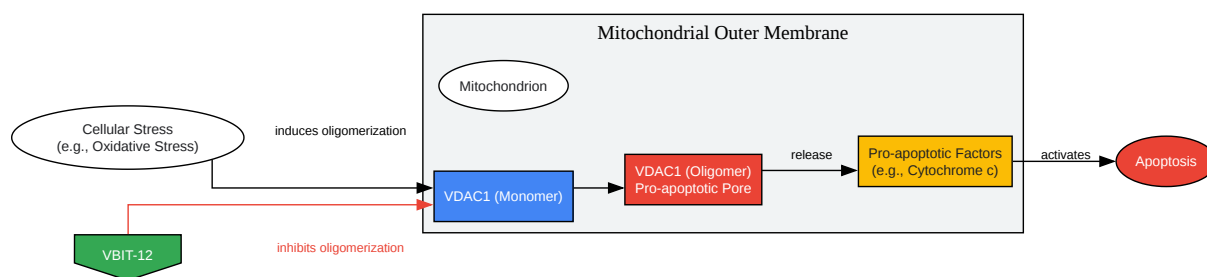 Mitochondrial Outer Membrane
Mitochondrion
Cellular Stress
(e.g., Oxidative Stress)
induces oligomerization
VDAC1 (Monomer)
VDAC1 (Oligomer)
Pro-apoptotic Pore
release
Pro-apoptotic Factors
(e.g., Cytochrome c)
activates
Apoptosis
VBIT-12
inhibits oligomerization